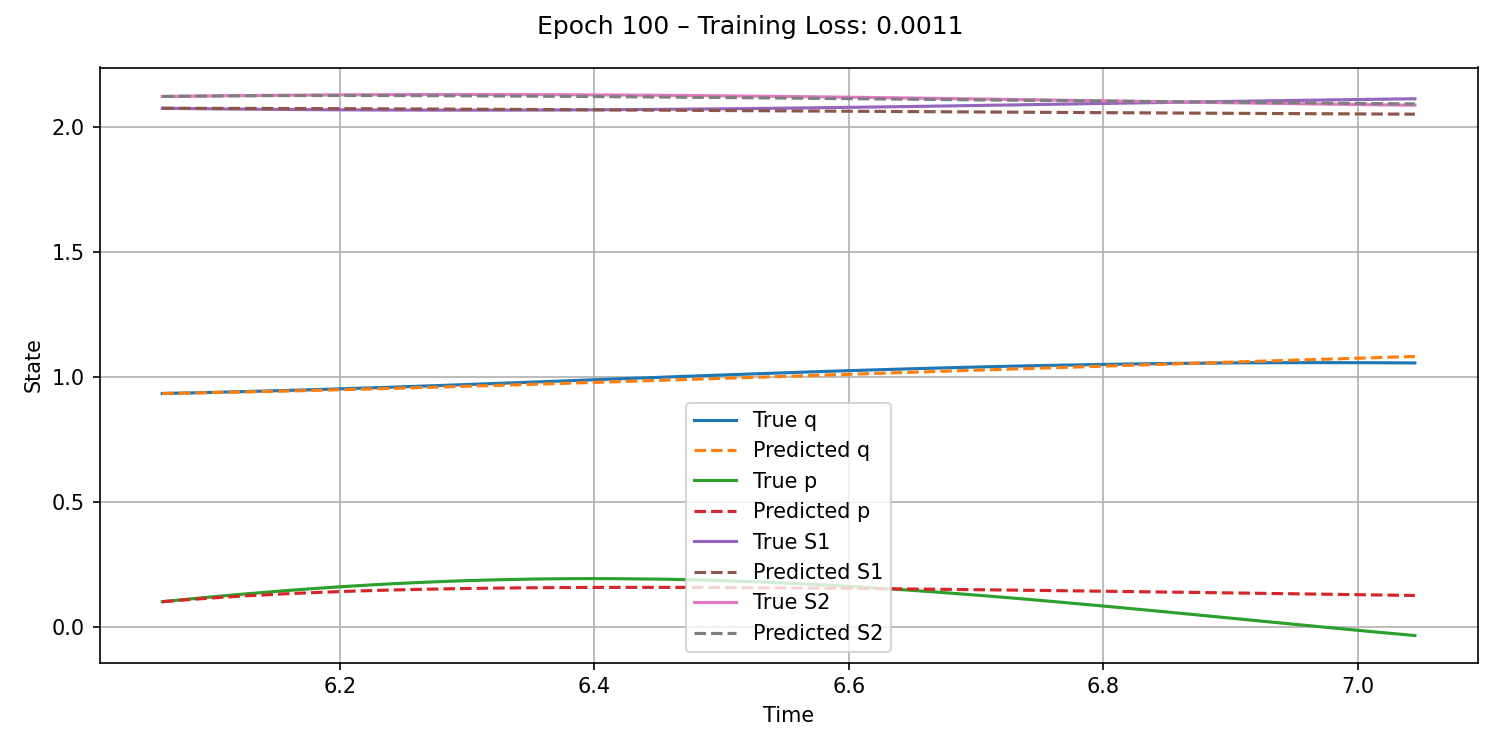 Epoch 100 – Training Loss: 0.0011
State
2.0
1.5
1.0
0.5
0.0
True q
Predicted q
True p
Predicted p
True S1
Predicted S1
True S2
Predicted S2
6.2 6.4 6.6 6.8 7.0
Time